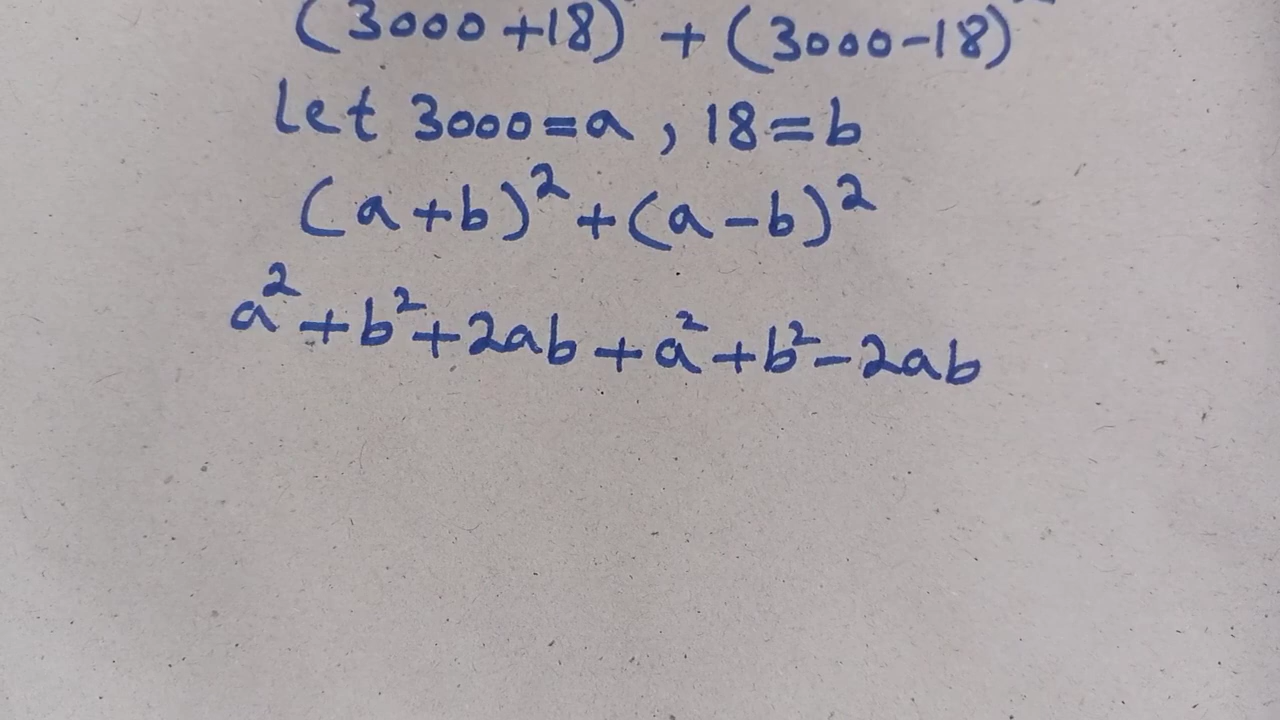 (3000+18) + (3000-18)
let 3000=a, 18=b
(a+b)²+(a-b)²
a²+b²+2ab+a²+b²-2ab